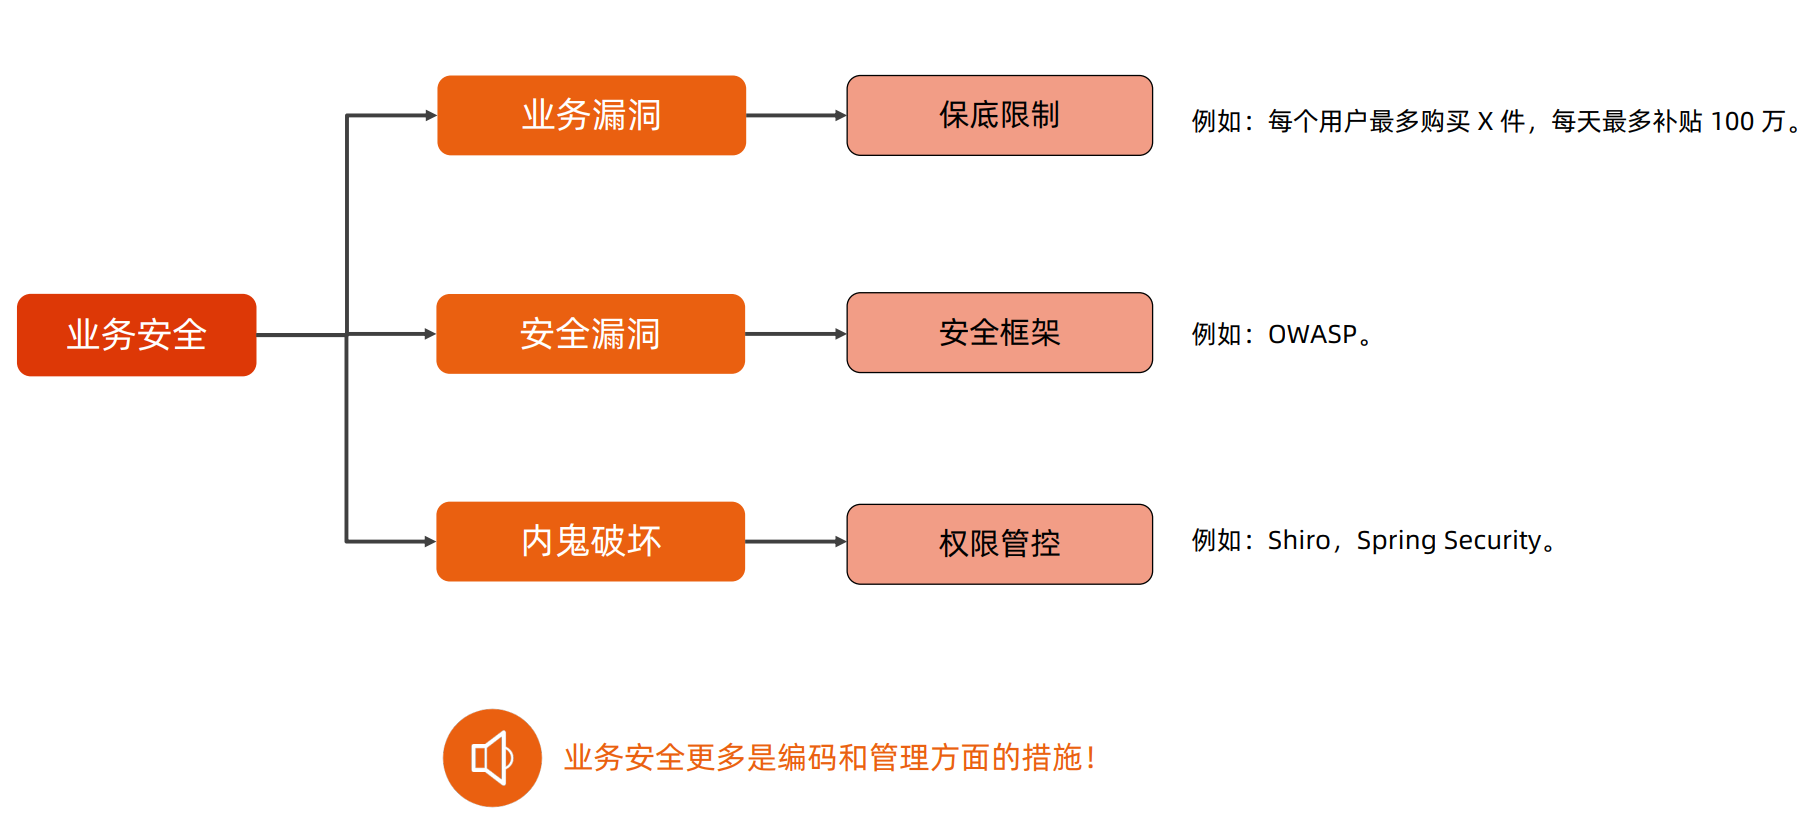 业务漏洞
保底限制
例如：每个用户最多购买 X 件，每天最多补贴 100 万。
业务安全
安全漏洞
安全框架
例如：OWASP。
内鬼破坏
权限管控
例如：Shiro，Spring Security。
业务安全更多是编码和管理方面的措施！